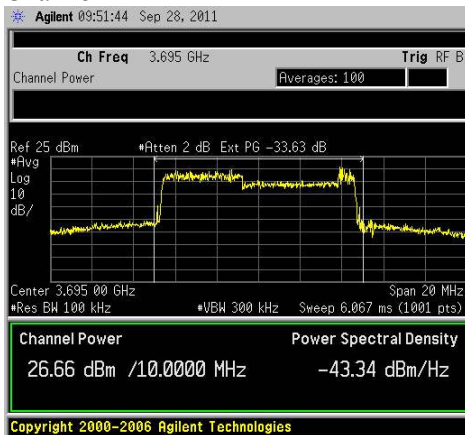 Agilent 09:51:44 Sep 28, 2011
Ch Freq 3.695 GHz Trig RF B
Channel Power Averages: 100
Ref 25 dBm #Atten 2 dB Ext PG -33.63 dB
#Avg
Log
10
dB/
Center 3.695 00 GHz Span 20 MHz
#Res BW 100 kHz #VBW 300 kHz Sweep 6.067 ms (1001 pts)
Channel Power Power Spectral Density
26.66 dBm /10.0000 MHz -43.34 dBm/Hz
Copyright 2000-2006 Agilent Technologies